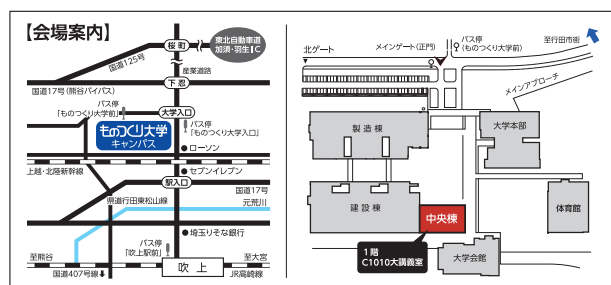 【会場案内】
桜町
東北自動車道
加須・羽生IC
国道125号
産業道路
下忍
国道17号(熊谷バイパス)
バス停
「ものつくり大学前」
大学入口
ものつくり大学
キャンパス
バス停
「ものつくり大学入口」
ローソン
上越・北陸新幹線
セブンイレブン
駅入口
国道17号
県道行田東松山線
元荒川
埼玉りそな銀行
バス停
「吹上駅前」
至熊谷
至大宮
吹上
国道407号線
JR高崎線
北ゲート
メインゲート(正門)
バス停
(ものつくり大学前)
至行田市街
メインアプローチ
製造棟
大学本部
建設棟
中央棟
体育館
1階
C1010大講義室
大学会館